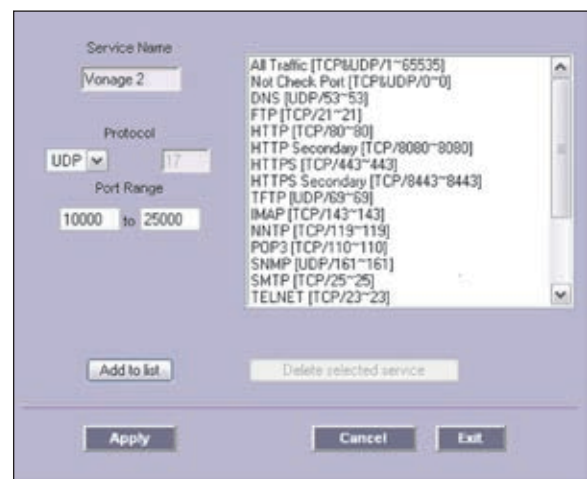 Service Name
Vonage 2
Protocol
UDP 17
Port Range
10000 to 25000
All Traffic [TCP&UDP/1~65535]
Not Check Port [TCP&UDP/0~0]
DNS [UDP/53~53]
FTP [TCP/21~21]
HTTP [TCP/80~80]
HTTP Secondary [TCP/8080~8080]
HTTPS [TCP/443~443]
HTTPS Secondary [TCP/8443~8443]
TFTP [UDP/69~69]
IMAP [TCP/143~143]
NNTP [TCP/119~119]
POP3 [TCP/110~110]
SNMP [UDP/161~161]
SMTP [TCP/25~25]
TELNET [TCP/23~23]
Add to list
Delete selected service
Apply
Cancel
Exit